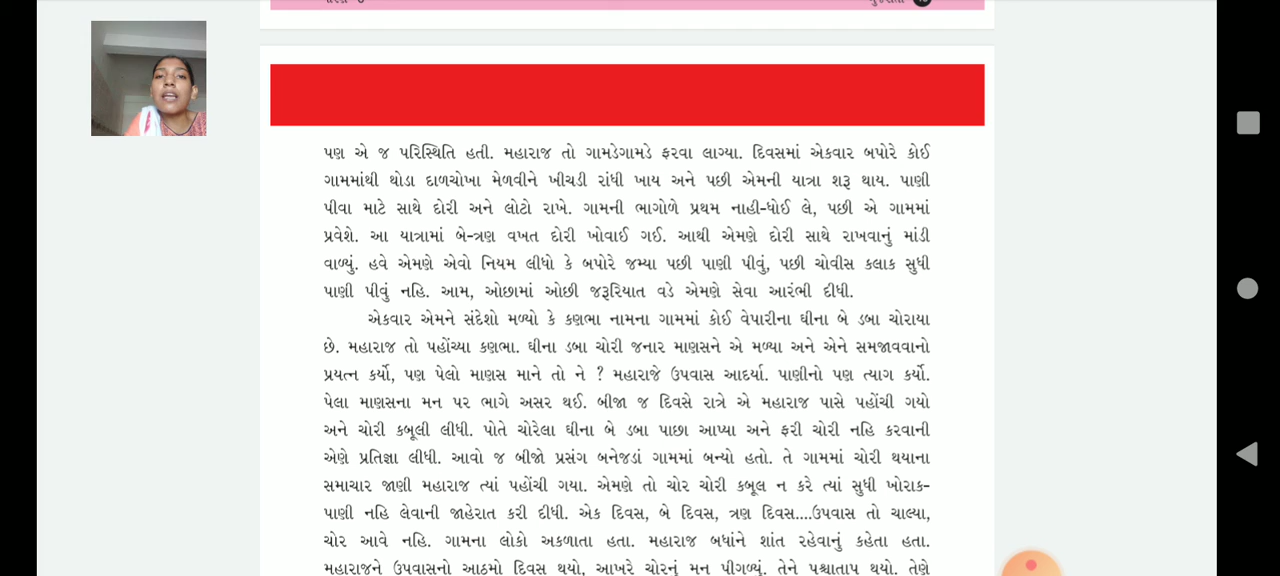 પણ એ જ પરિસ્થિતિ હતી. મહારાજ તો ગામડેગામડે ફરવા લાગ્યા. દિવસમાં એકવાર બપોરે કોઈ
ગામમાંથી થોડા દાળચોખા મેળવીને ખીચડી રાંધી ખાય અને પછી એમની યાત્રા શરૂ થાય. પાણી
પીવા માટે સાથે દોરી અને લોટો રાખે. ગામની ભાગોળે પ્રથમ નાહી-ધોઈ લે, પછી એ ગામમાં
પ્રવેશે. આ યાત્રામાં બે-ત્રણ વખત દોરી ખોવાઈ ગઈ. આથી એમણે દોરી સાથે રાખવાનું માંડી
વાળ્યું. હવે એમણે એવો નિયમ લીધો કે બપોરે જમ્યા પછી પાણી પીવું, પછી ચોવીસ કલાક સુધી
પાણી પીવું નહિ. આમ, ઓછામાં ઓછી જરૂરિયાત વડે એમણે સેવા આરંભી દીધી.
એકવાર એમને સંદેશો મળ્યો કે કણભા નામના ગામમાં કોઈ વેપારીના ઘીના બે ડબા ચોરાયા
છે. મહારાજ તો પહોંચ્યા કણભા. ઘીના ડબા ચોરી જનાર માણસને એ મળ્યા અને એને સમજાવવાનો
પ્રયત્ન કર્યો, પણ પેલો માણસ માને તો ને ? મહારાજે ઉપવાસ આદર્યા. પાણીનો પણ ત્યાગ કર્યો.
પેલા માણસના મન પર ભાગે અસર થઈ. બીજા જ દિવસે રાત્રે એ મહારાજ પાસે પહોંચી ગયો
અને ચોરી કબૂલી લીધી. પોતે ચોરેલા ઘીના બે ડબા પાછા આપ્યા અને ફરી ચોરી નહિ કરવાની
એણે પ્રતિજ્ઞા લીધી. આવો જ બીજો પ્રસંગ બનેજડાં ગામમાં બન્યો હતો. તે ગામમાં ચોરી થયાના
સમાચાર જાણી મહારાજ ત્યાં પહોંચી ગયા. એમણે તો ચોર ચોરી કબૂલ ન કરે ત્યાં સુધી ખોરાક-
પાણી નહિ લેવાની જાહેરાત કરી દીધી. એક દિવસ, બે દિવસ, ત્રણ દિવસ....ઉપવાસ તો ચાલ્યા,
ચોર આવે નહિ. ગામના લોકો અકળાતા હતા. મહારાજ બધાંને શાંત રહેવાનું કહેતા હતા.
મહારાજને ઉપવાસનો આઠમો દિવસ થયો, આખરે ચોરનું મન પીગળ્યું. તેને પશ્ચાતાપ થયો. તેણે